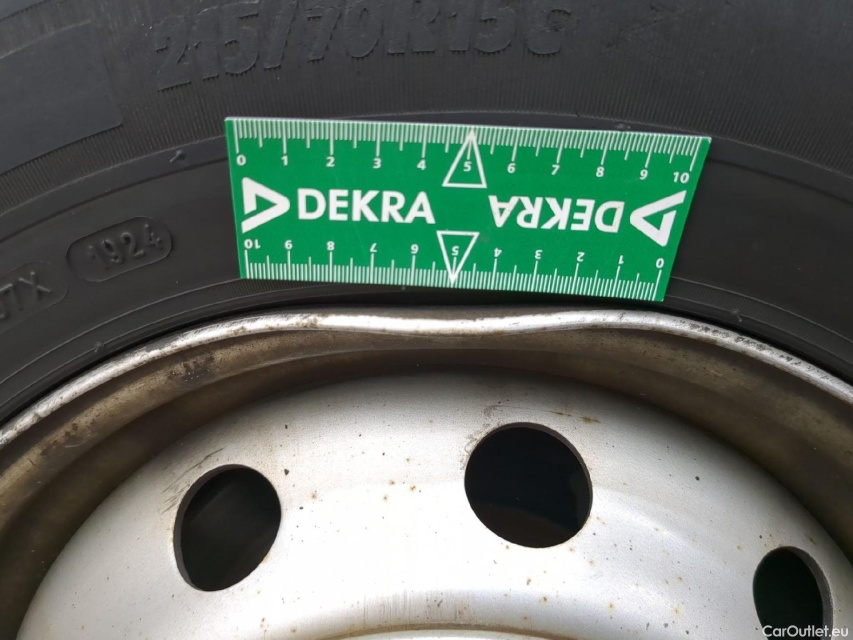 215/70R15C
0 1 2 3 4 5 6 7 8 9 10
DEKRA DEKRA
10 9 8 7 6 5 4 3 2 1 0
1924
07X
CarOutlet.eu